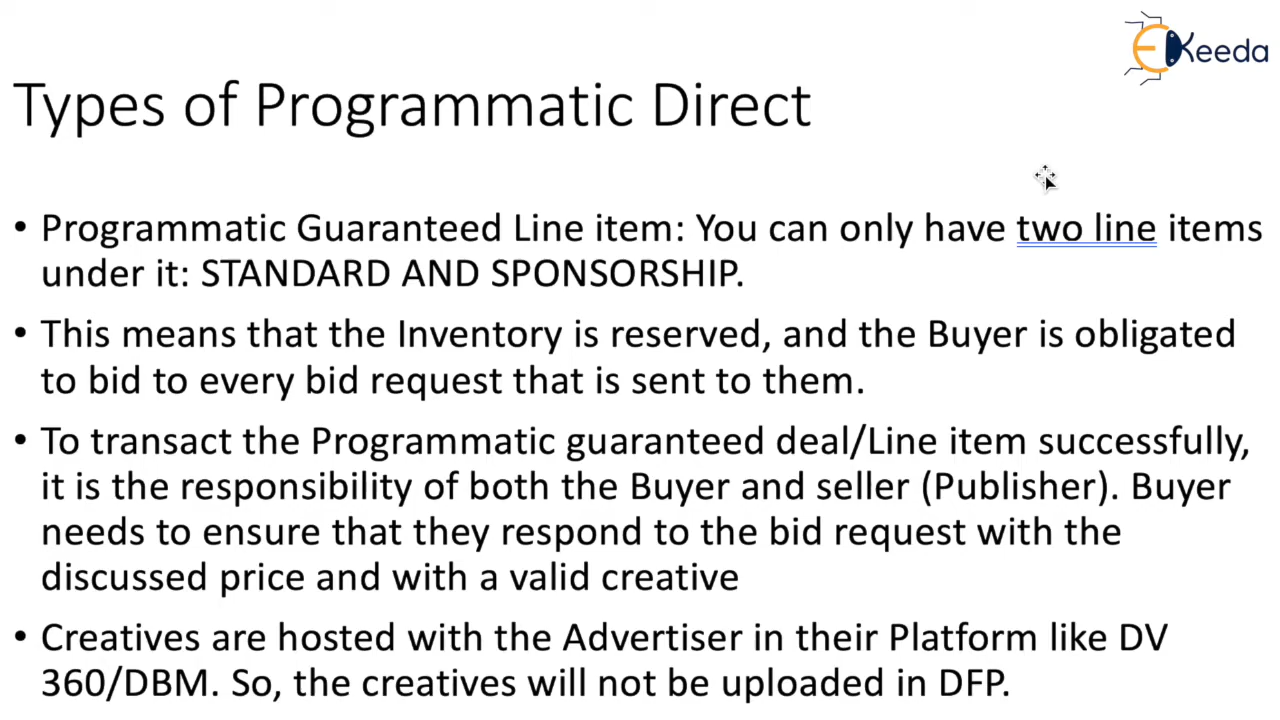 EKeeda
Types of Programmatic Direct
• Programmatic Guaranteed Line item: You can only have two line items
under it: STANDARD AND SPONSORSHIP.
• This means that the Inventory is reserved, and the Buyer is obligated
to bid to every bid request that is sent to them.
• To transact the Programmatic guaranteed deal/Line item successfully,
it is the responsibility of both the Buyer and seller (Publisher). Buyer
needs to ensure that they respond to the bid request with the
discussed price and with a valid creative
• Creatives are hosted with the Advertiser in their Platform like DV
360/DBM. So, the creatives will not be uploaded in DFP.